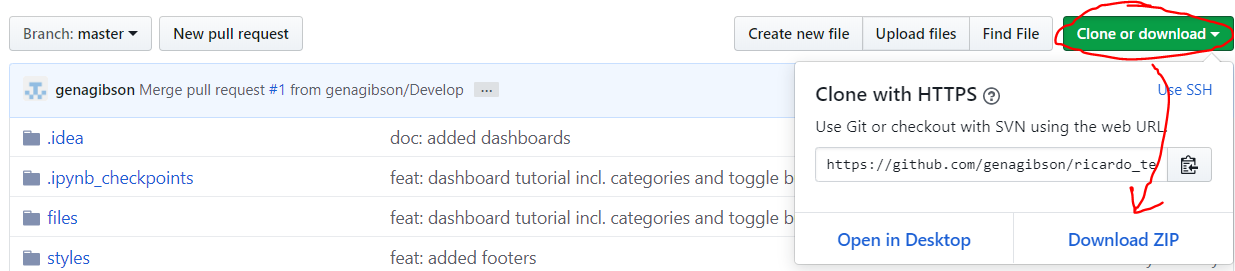 Branch: master
New pull request
Create new file
Upload files
Find File
Clone or download
genagibson Merge pull request #1 from genagibson/Develop ...
.idea
doc: added dashboards
.ipynb_checkpoints
feat: dashboard tutorial incl. categories and toggle b
files
feat: dashboard tutorial incl. categories and toggle b
styles
feat: added footers
Clone with HTTPS ?
Use SSH
Use Git or checkout with SVN using the web URL.
https://github.com/genagibson/ricardo_te
Open in Desktop
Download ZIP